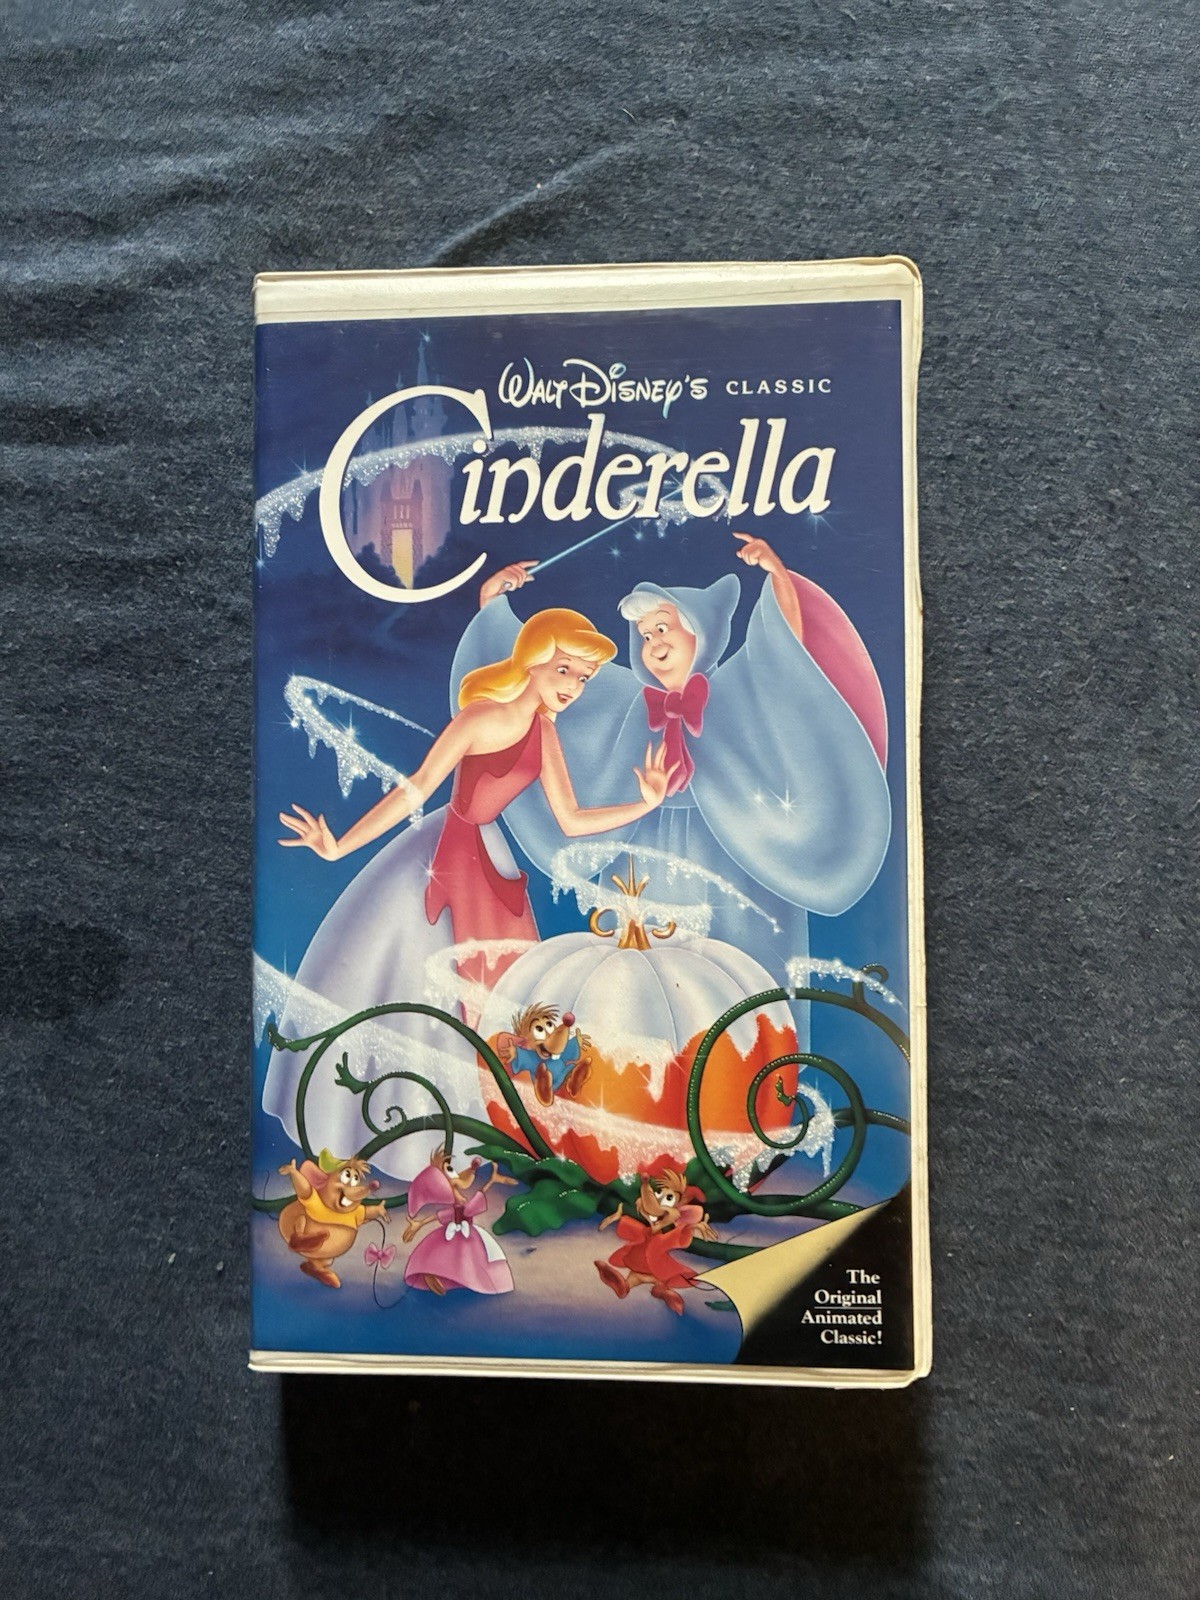 WALT DISNEY'S CLASSIC
Cinderella
The
Original
Animated
Classic!